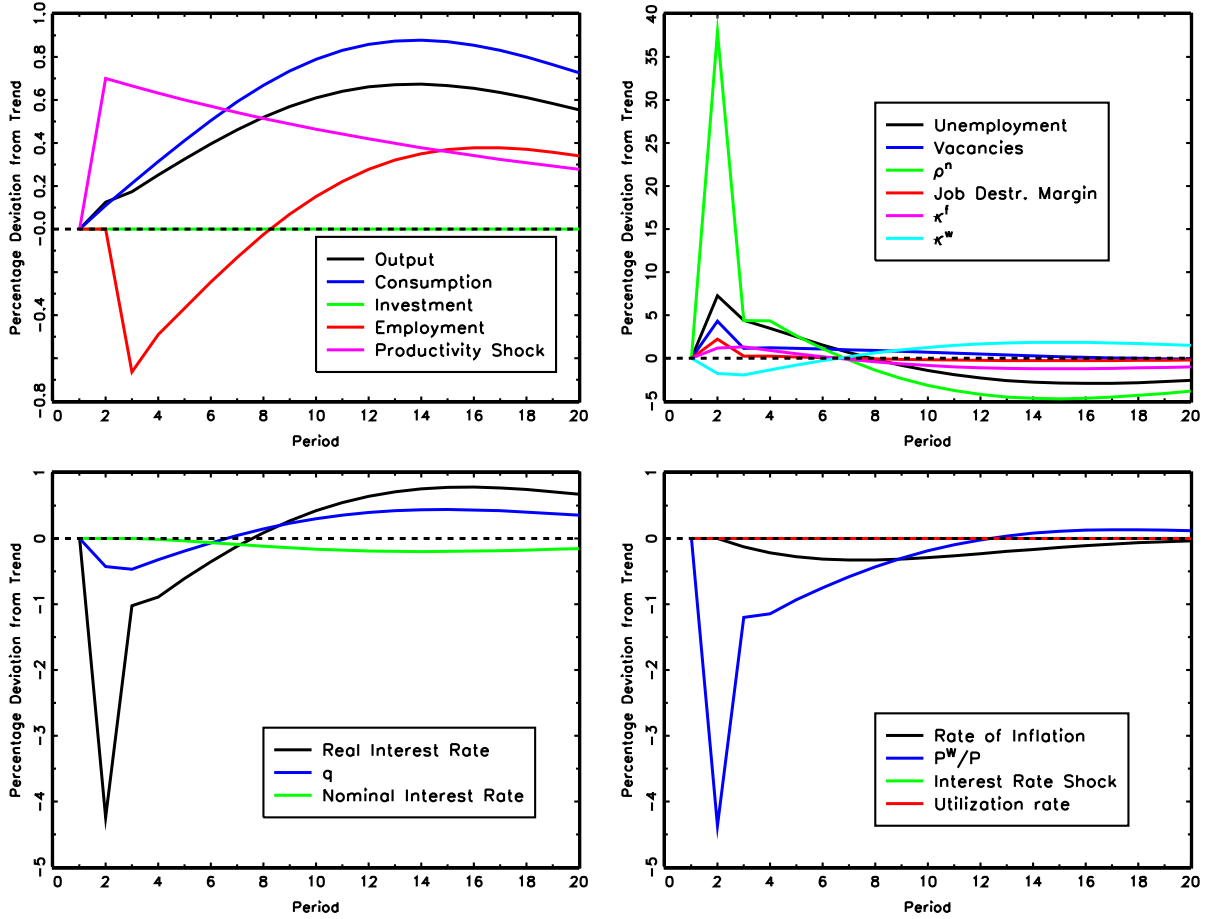 Percentage Deviation from Trend
1.0
0.8
0.6
0.4
0.2
-0.0
-0.4
-0.6
-0.8
Output
Consumption
Investment
Employment
Productivity Shock
0 2 4 6 8 10 12 14 16 18 20
Period
Percentage Deviation from Trend
40
35
30
25
20
15
10
5
0
-5
Unemployment
Vacancies
ρⁿ
Job Destr. Margin
κᶠ
κʷ
0 2 4 6 8 10 12 14 16 18 20
Period
Percentage Deviation from Trend
1
0
-1
-2
-3
-4
-5
Real Interest Rate
q
Nominal Interest Rate
0 2 4 6 8 10 12 14 16 18 20
Period
Percentage Deviation from Trend
1
0
-1
-2
-3
-4
-5
Rate of Inflation
Pᵂ/P
Interest Rate Shock
Utilization rate
0 2 4 6 8 10 12 14 16 18 20
Period